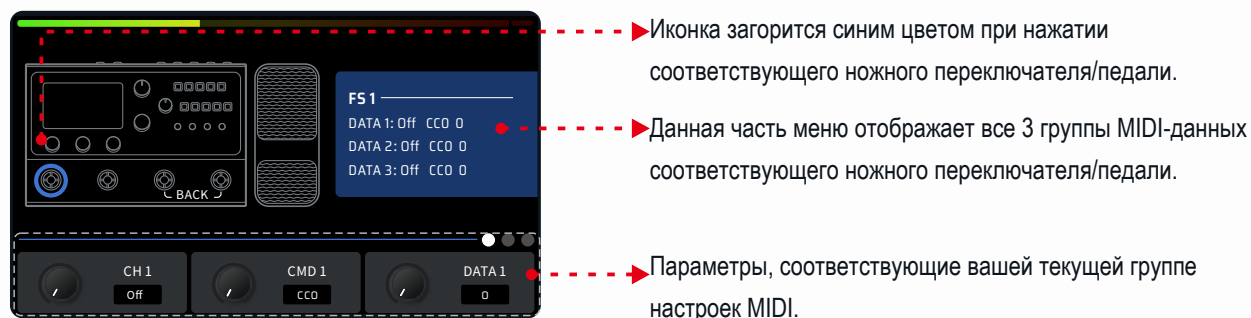 Иконка загорится синим цветом при нажатии
соответствующего ножного переключателя/педали.
FS 1
DATA 1: Off CC0 0
DATA 2: Off CC0 0
DATA 3: Off CC0 0
Данная часть меню отображает все 3 группы MIDI-данных
соответствующего ножного переключателя/педали.
BACK
CH 1
Off
CMD 1
CC0
DATA 1
0
Параметры, соответствующие вашей текущей группе
настроек MIDI.